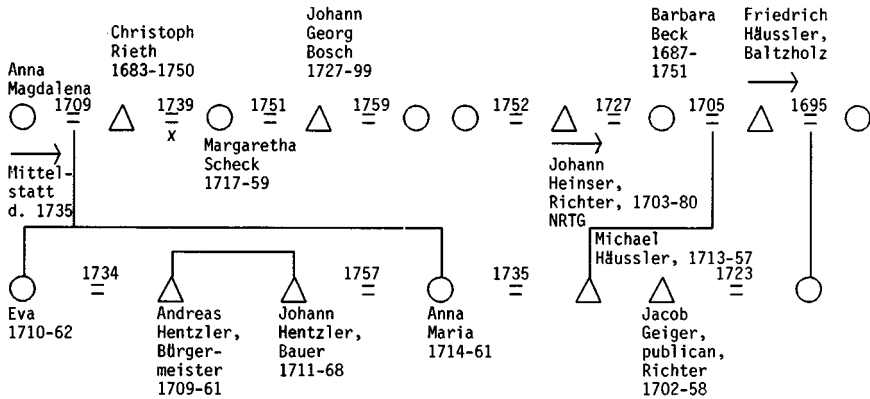 Anna
Magdalena
Christoph
Rieth
1683-1750
Johann
Georg
Bosch
1727-99
Barbara
Beck
1687-
1751
Friedrich
Häussler,
Baltzholz
1709
=
1739
=
x
1751
=
1759
=
1752
=
1727
=
1705
=
1695
=
Mittel-
statt
d. 1735
Margaretha
Scheck
1717-59
Johann
Heinser,
Richter, 1703-80
NRTG
Michael
Häussler, 1713-57
1734
=
1757
=
1735
=
1723
=
Eva
1710-62
Andreas
Hentzler,
Bürger-
meister
1709-61
Johann
Hentzler,
Bauer
1711-68
Anna
Maria
1714-61
Jacob
Geiger,
publican,
Richter
1702-58